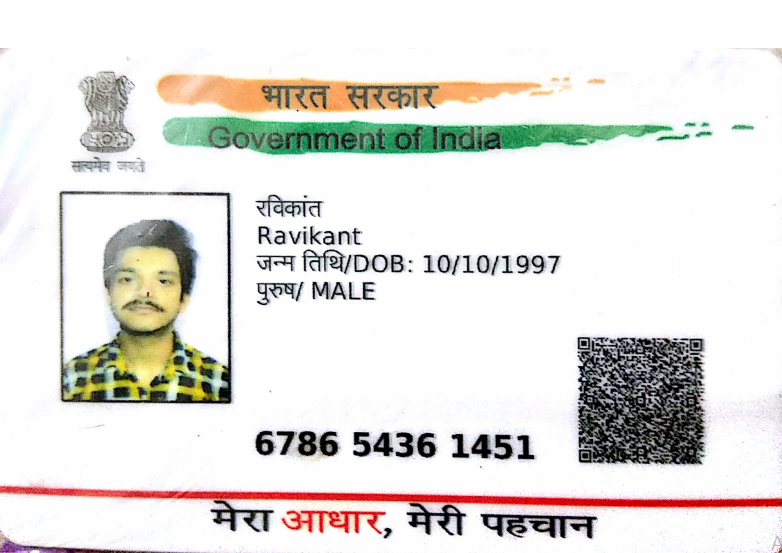 भारत सरकार
Government of India
सत्यमेव जयते
रविकांत
Ravikant
जन्म तिथि/DOB: 10/10/1997
पुरुष/ MALE
6786 5436 1451
मेरा आधार, मेरी पहचान